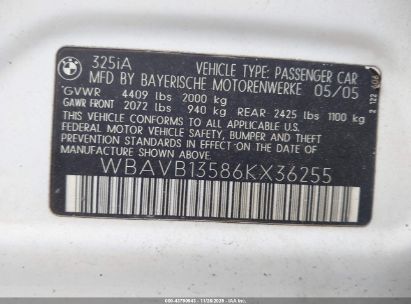 325iA VEHICLE TYPE: PASSENGER CAR
MFD BY BAYERISCHE MOTORENWERKE 05/05
GVWR 4409 lbs 2000 kg
GAWR FRONT 2072 lbs 940 kg REAR 2425 lbs 1100 kg
THIS VEHICLE CONFORMS TO ALL APPLICABLE
FEDERAL MOTOR VEHICLE SAFETY, BUMPER AND THEFT
PREVENTION STANDARDS IN EFFECT ON THE DATE OF
MANUFACTURE SHOWN ABOVE.
WBAVB13586KX36255
2 122